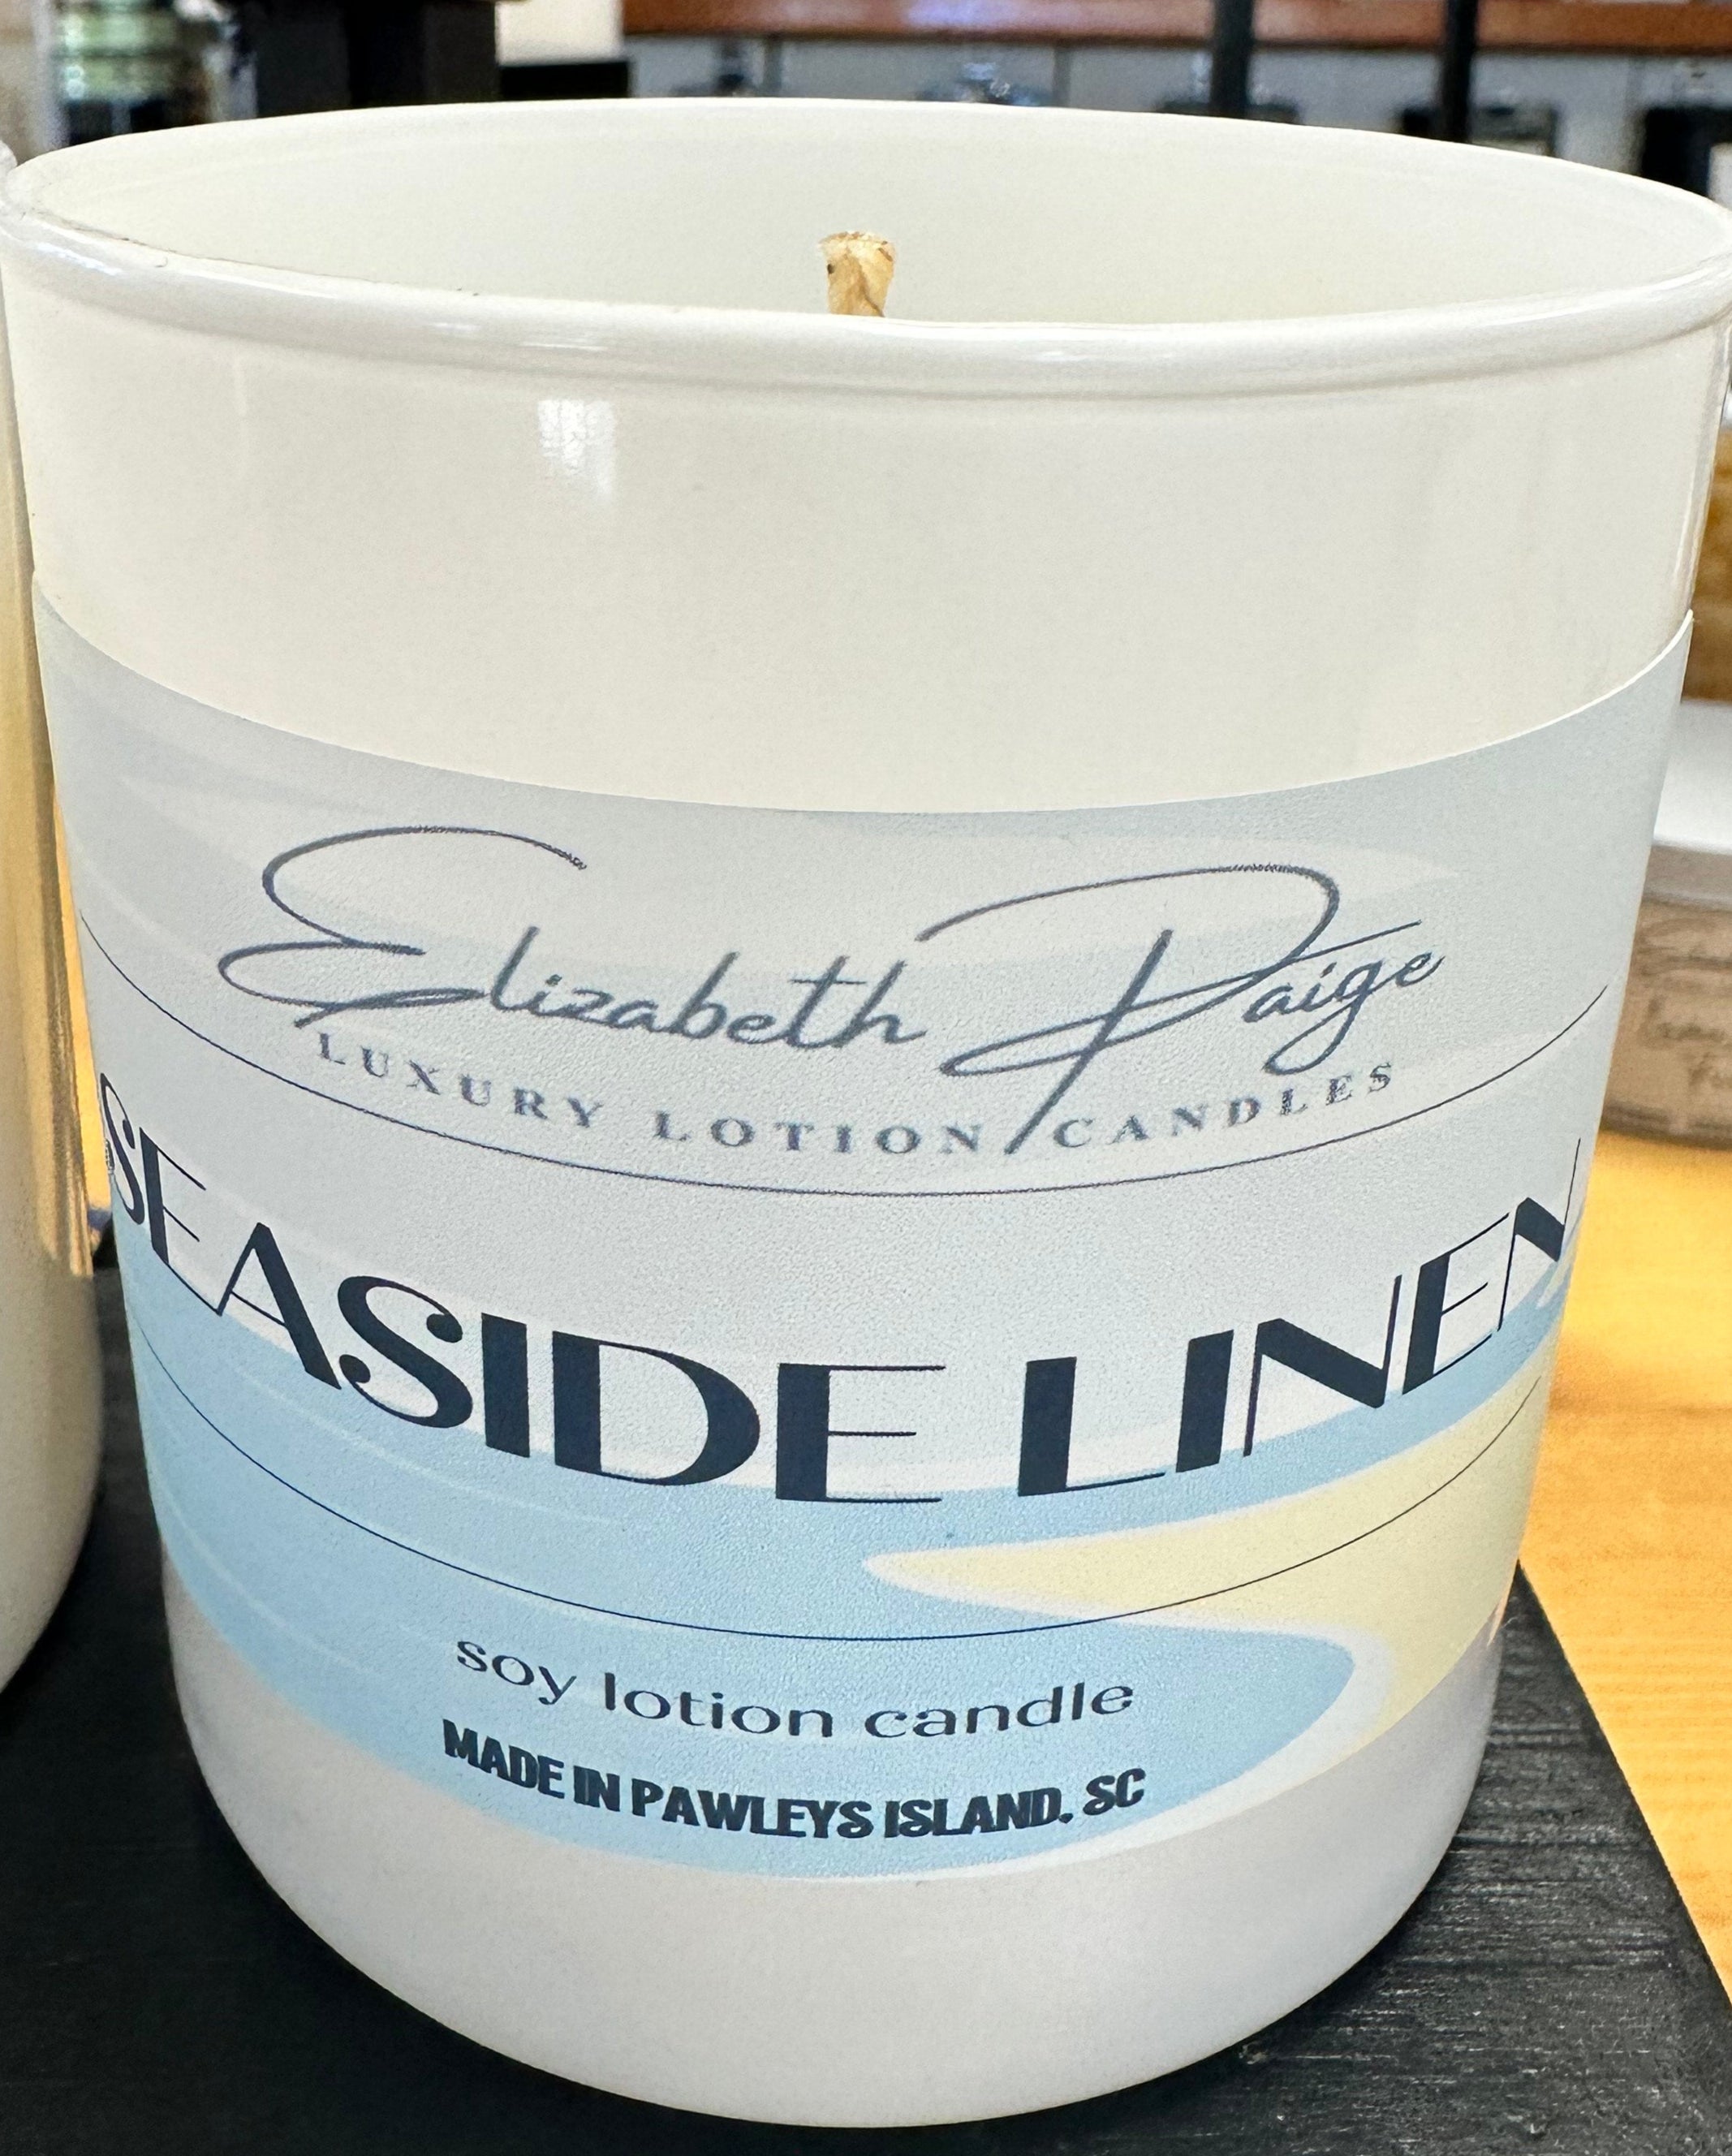 Elizabeth Paige
LUXURY LOTION CANDLES
SEASIDE LINEN
soy lotion candle
MADE IN PAWLEYS ISLAND, SC